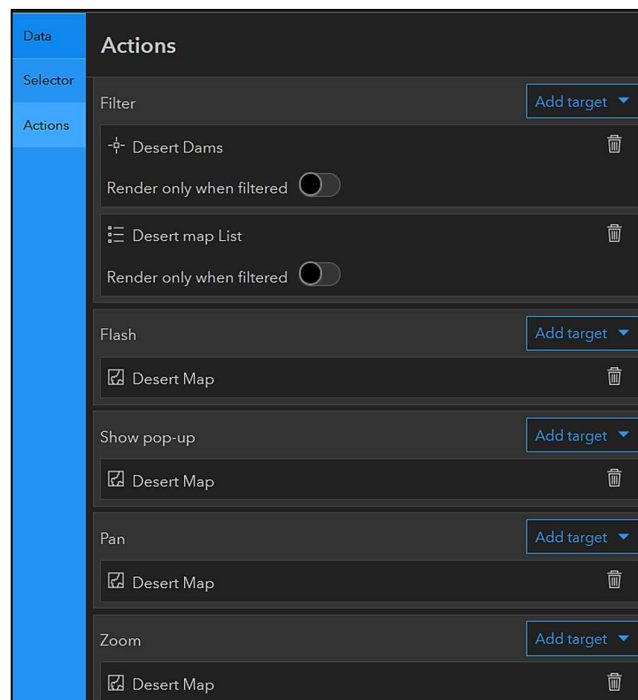 Data
Selector
Actions
Actions
Filter
Add target
Desert Dams
Render only when filtered
Desert map List
Render only when filtered
Flash
Add target
Desert Map
Show pop-up
Add target
Desert Map
Pan
Add target
Desert Map
Zoom
Add target
Desert Map